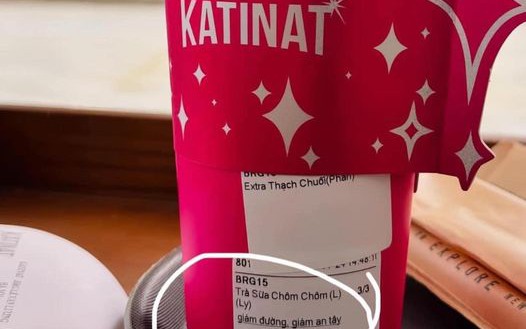 KATINAT
Extra Thạch Chuối(Phần)
801
BRG15
Trà Sữa Chôm Chôm (L)
3/3
(Ly)
giảm đường, giảm an tây
EXPLORE